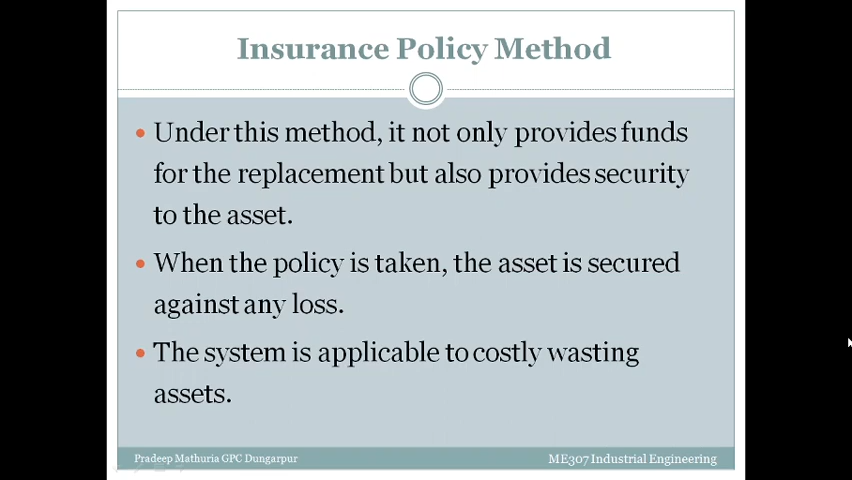 Insurance Policy Method
• Under this method, it not only provides funds
for the replacement but also provides security
to the asset.
• When the policy is taken, the asset is secured
against any loss.
• The system is applicable to costly wasting
assets.
Pradeep Mathuria GPC Dungarpur
ME307 Industrial Engineering